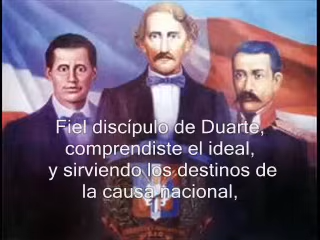 Fiel discípulo de Duarte,
comprendiste el ideal,
y sirviendo los destinos de
la causa nacional,